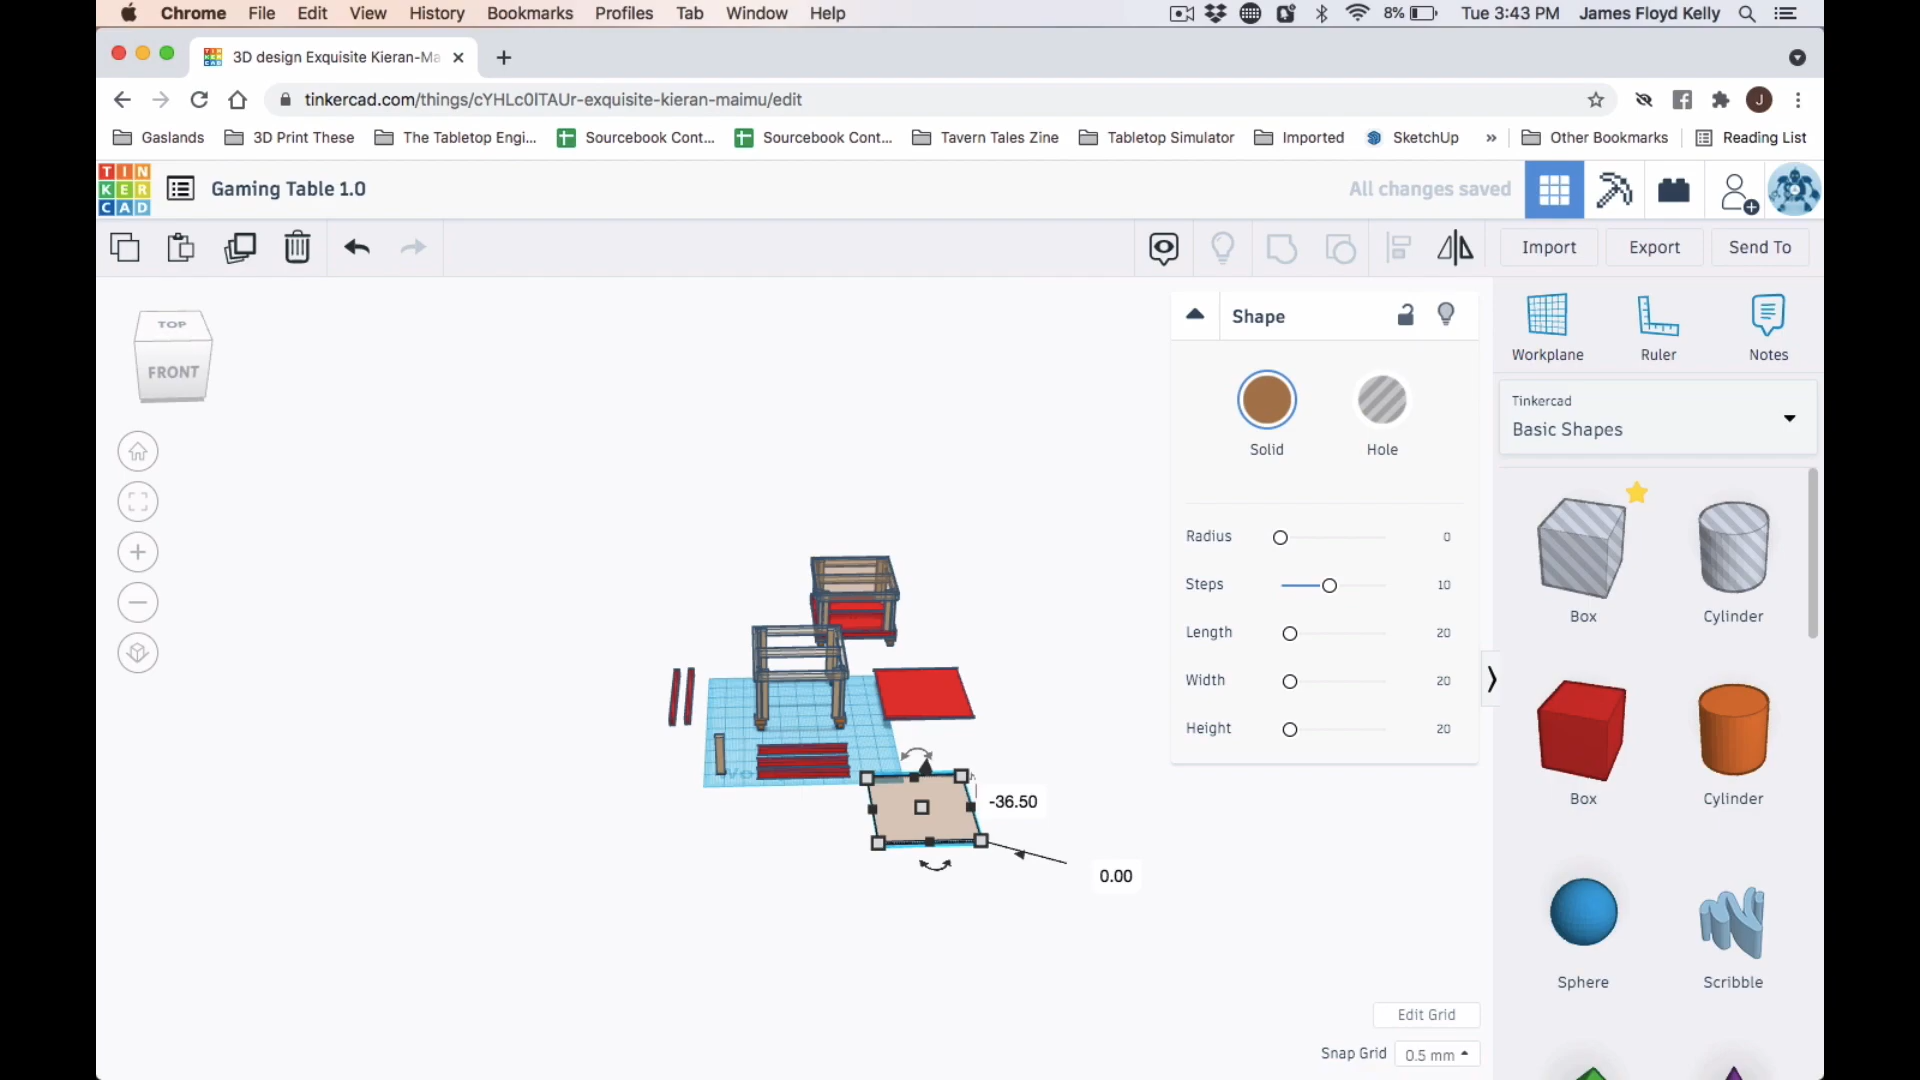 Chrome File Edit View History Bookmarks Profiles Tab Window Help 8% Tue 3:43 PM James Floyd Kelly
3D design Exquisite Kieran-Ma
tinkercad.com/things/cYHLc0lTAUr-exquisite-kieran-maimu/edit J
Gaslands 3D Print These The Tabletop Engi... Sourcebook Cont... Sourcebook Cont... Tavern Tales Zine Tabletop Simulator Imported SketchUp » Other Bookmarks Reading List
TIN
KER
CAD
Gaming Table 1.0 All changes saved
Import Export Send To
TOP
FRONT
Shape
Solid Hole
Radius 0
Steps 10
Length 20
Width 20
Height 20
Workplane Ruler Notes
Tinkercad
Basic Shapes
Box Cylinder
Box Cylinder
Sphere Scribble
-36.50
0.00
Edit Grid
Snap Grid 0.5 mm